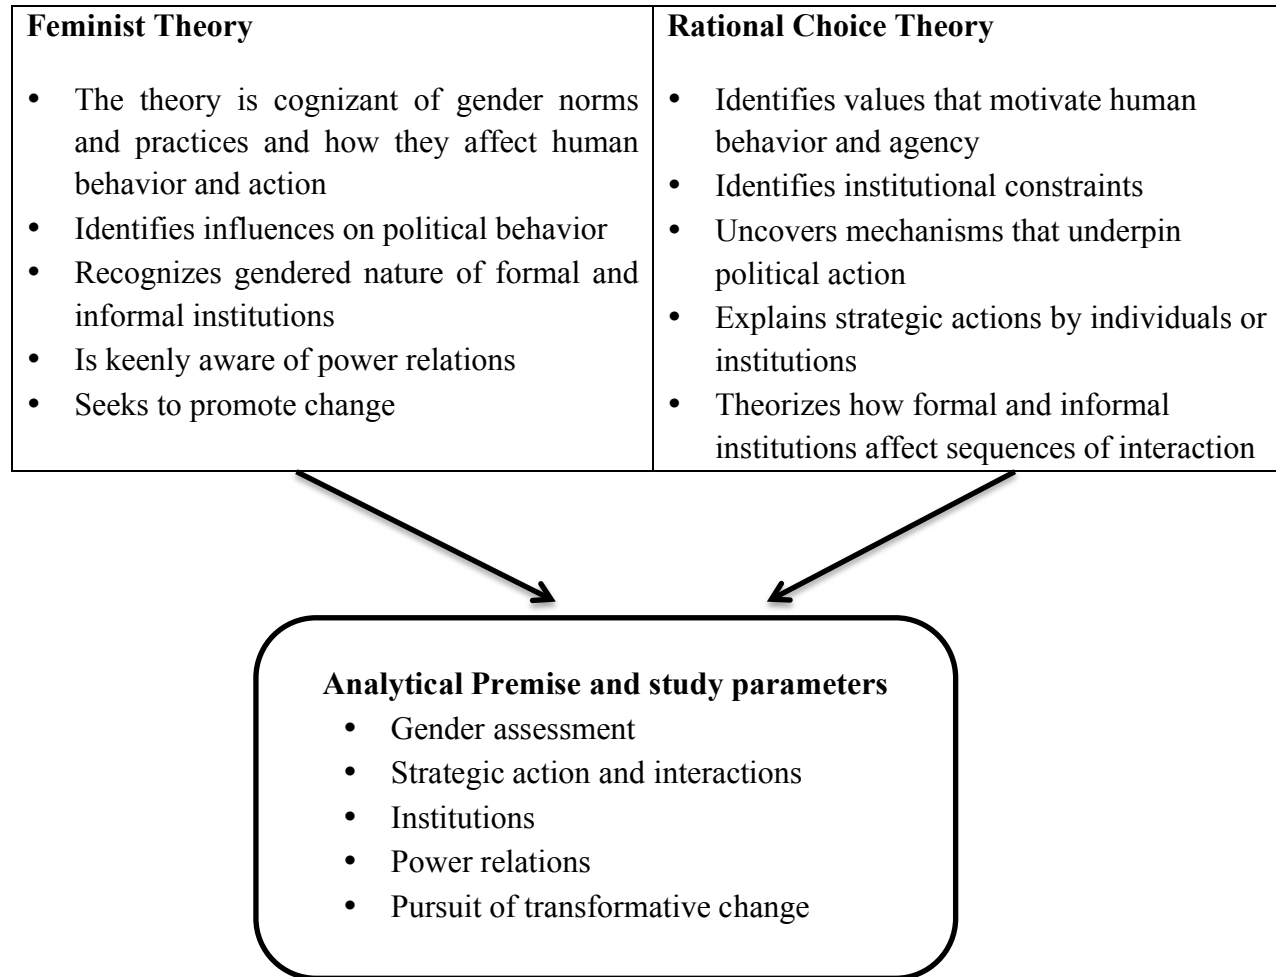 Feminist Theory
• The theory is cognizant of gender norms
and practices and how they affect human
behavior and action
• Identifies influences on political behavior
• Recognizes gendered nature of formal and
informal institutions
• Is keenly aware of power relations
• Seeks to promote change
Rational Choice Theory
• Identifies values that motivate human
behavior and agency
• Identifies institutional constraints
• Uncovers mechanisms that underpin
political action
• Explains strategic actions by individuals or
institutions
• Theorizes how formal and informal
institutions affect sequences of interaction
Analytical Premise and study parameters
• Gender assessment
• Strategic action and interactions
• Institutions
• Power relations
• Pursuit of transformative change